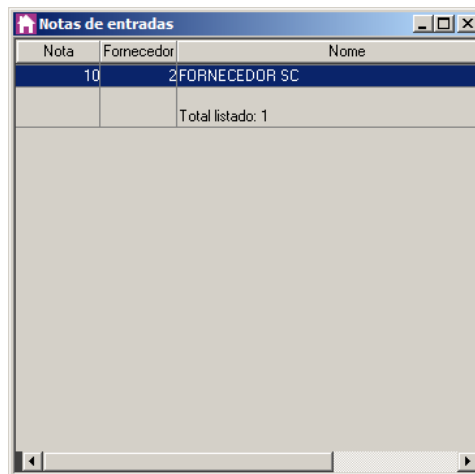 Notas de entradas
Nota Fornecedor Nome
10 2 FORNECEDOR SC
Total listado: 1